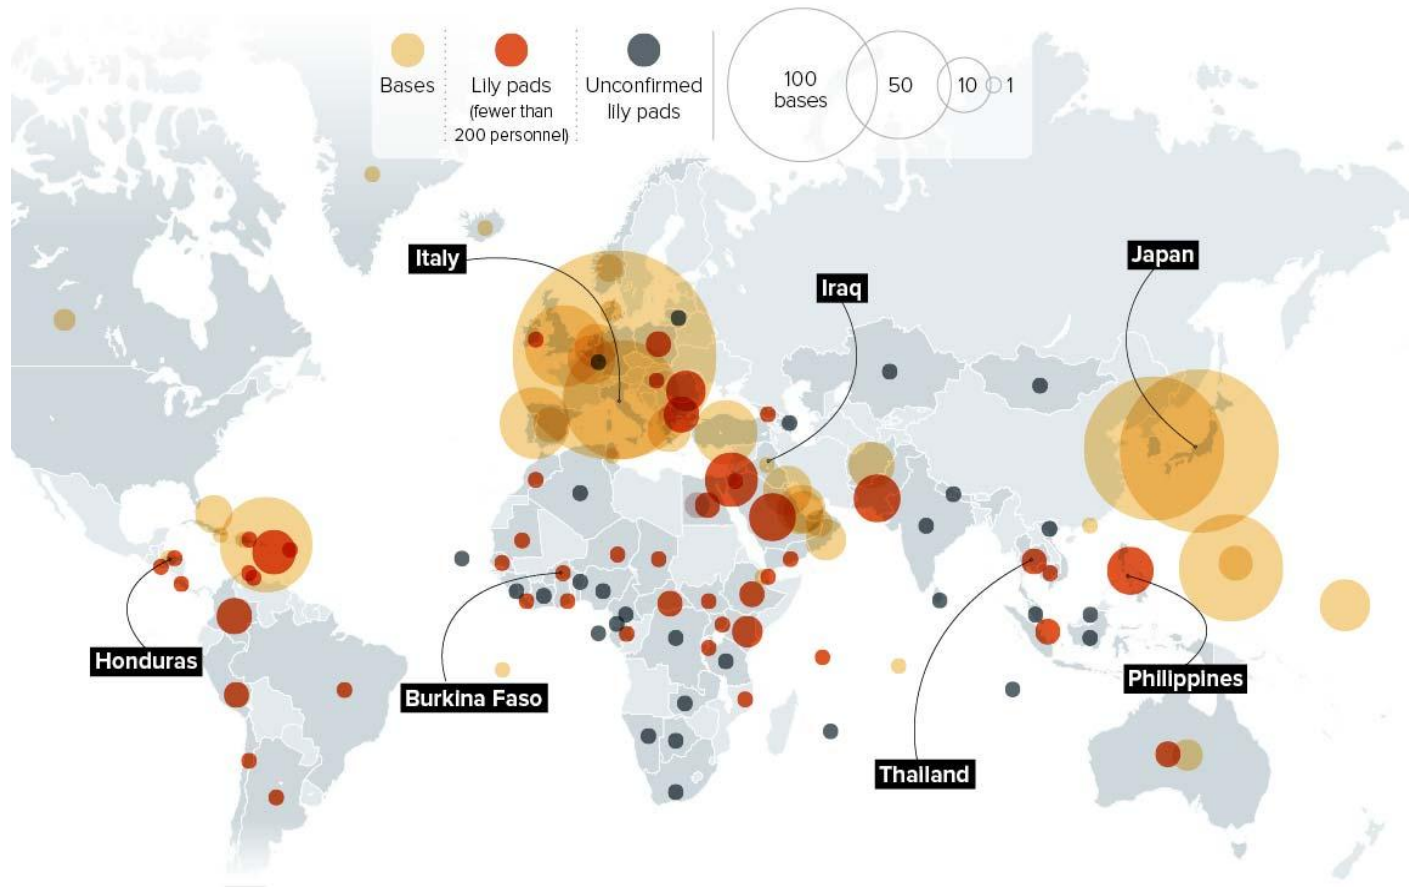 Bases
Lily pads
(fewer than
200 personnel)
Unconfirmed
lily pads
100
bases
50
10
1
Italy
Iraq
Japan
Honduras
Burkina Faso
Thailand
Philippines